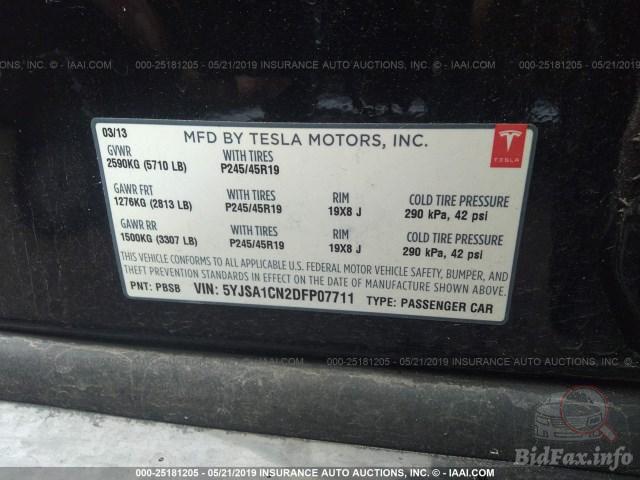 000-25181205 - 05/21/2019 INSURANCE AUTO AUCTIONS, INC. - IAAI.COM
03/13
MFD BY TESLA MOTORS, INC.
TESLA
GVWR
2590KG (5710 LB)
WITH TIRES
P245/45R19
GAWR FRT
1276KG (2813 LB)
WITH TIRES
P245/45R19
RIM
19X8 J
COLD TIRE PRESSURE
290 kPa, 42 psi
GAWR RR
1500KG (3307 LB)
WITH TIRES
P245/45R19
RIM
19X8 J
COLD TIRE PRESSURE
290 kPa, 42 psi
THIS VEHICLE CONFORMS TO ALL APPLICABLE U.S. FEDERAL MOTOR VEHICLE SAFETY, BUMPER, AND
THEFT PREVENTION STANDARDS IN EFFECT ON THE DATE OF MANUFACTURE SHOWN ABOVE.
PNT: PBSB VIN: 5YJSA1CN2DFP07711 TYPE: PASSENGER CAR
000-25181205 - 05/21/2019 INSURANCE AUTO AUCTIONS, INC. - IAAI.COM
BidFax.info
000-25181205 - 05/21/2019 INSURANCE AUTO AUCTIONS, INC. - IAAI.COM